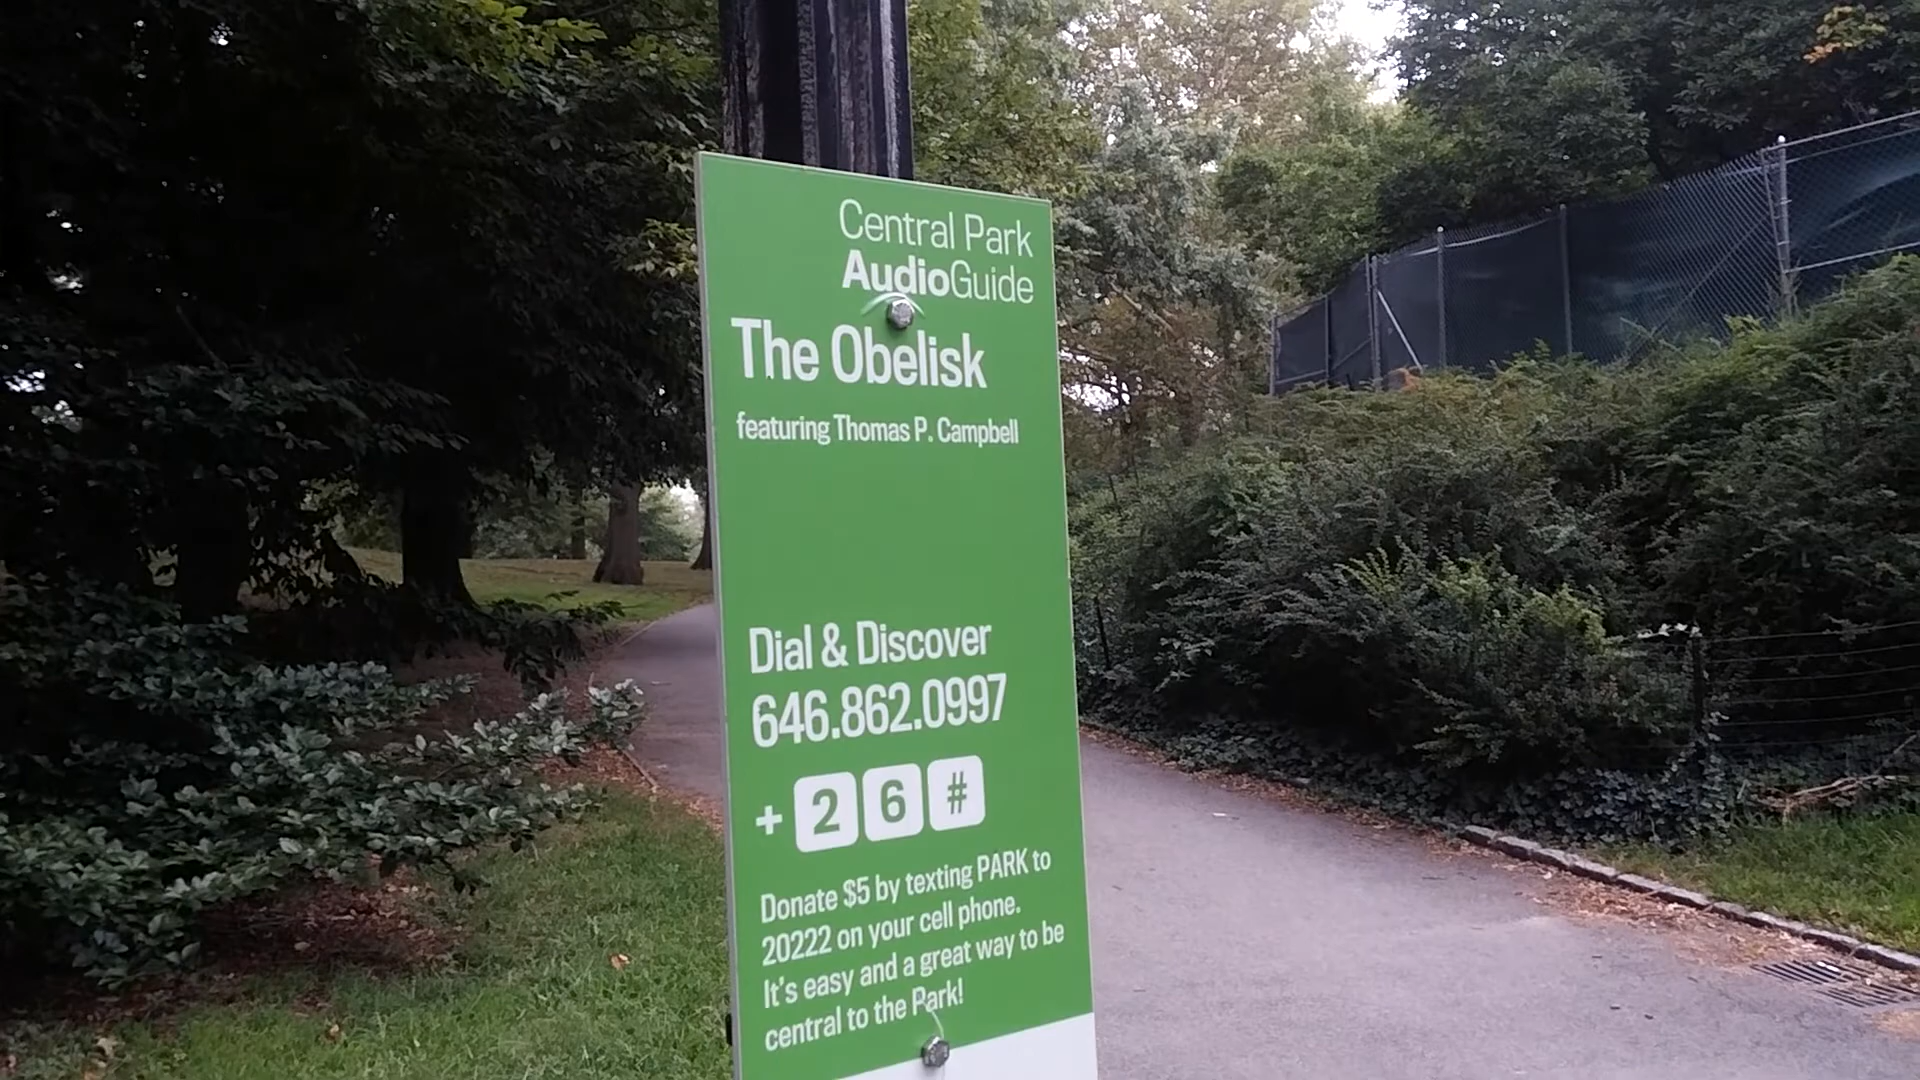 Central Park
AudioGuide
The Obelisk
featuring Thomas P. Campbell
Dial & Discover
646.862.0997
+ 2 6 #
Donate $5 by texting PARK to
20222 on your cell phone.
It's easy and a great way to be
central to the Park!